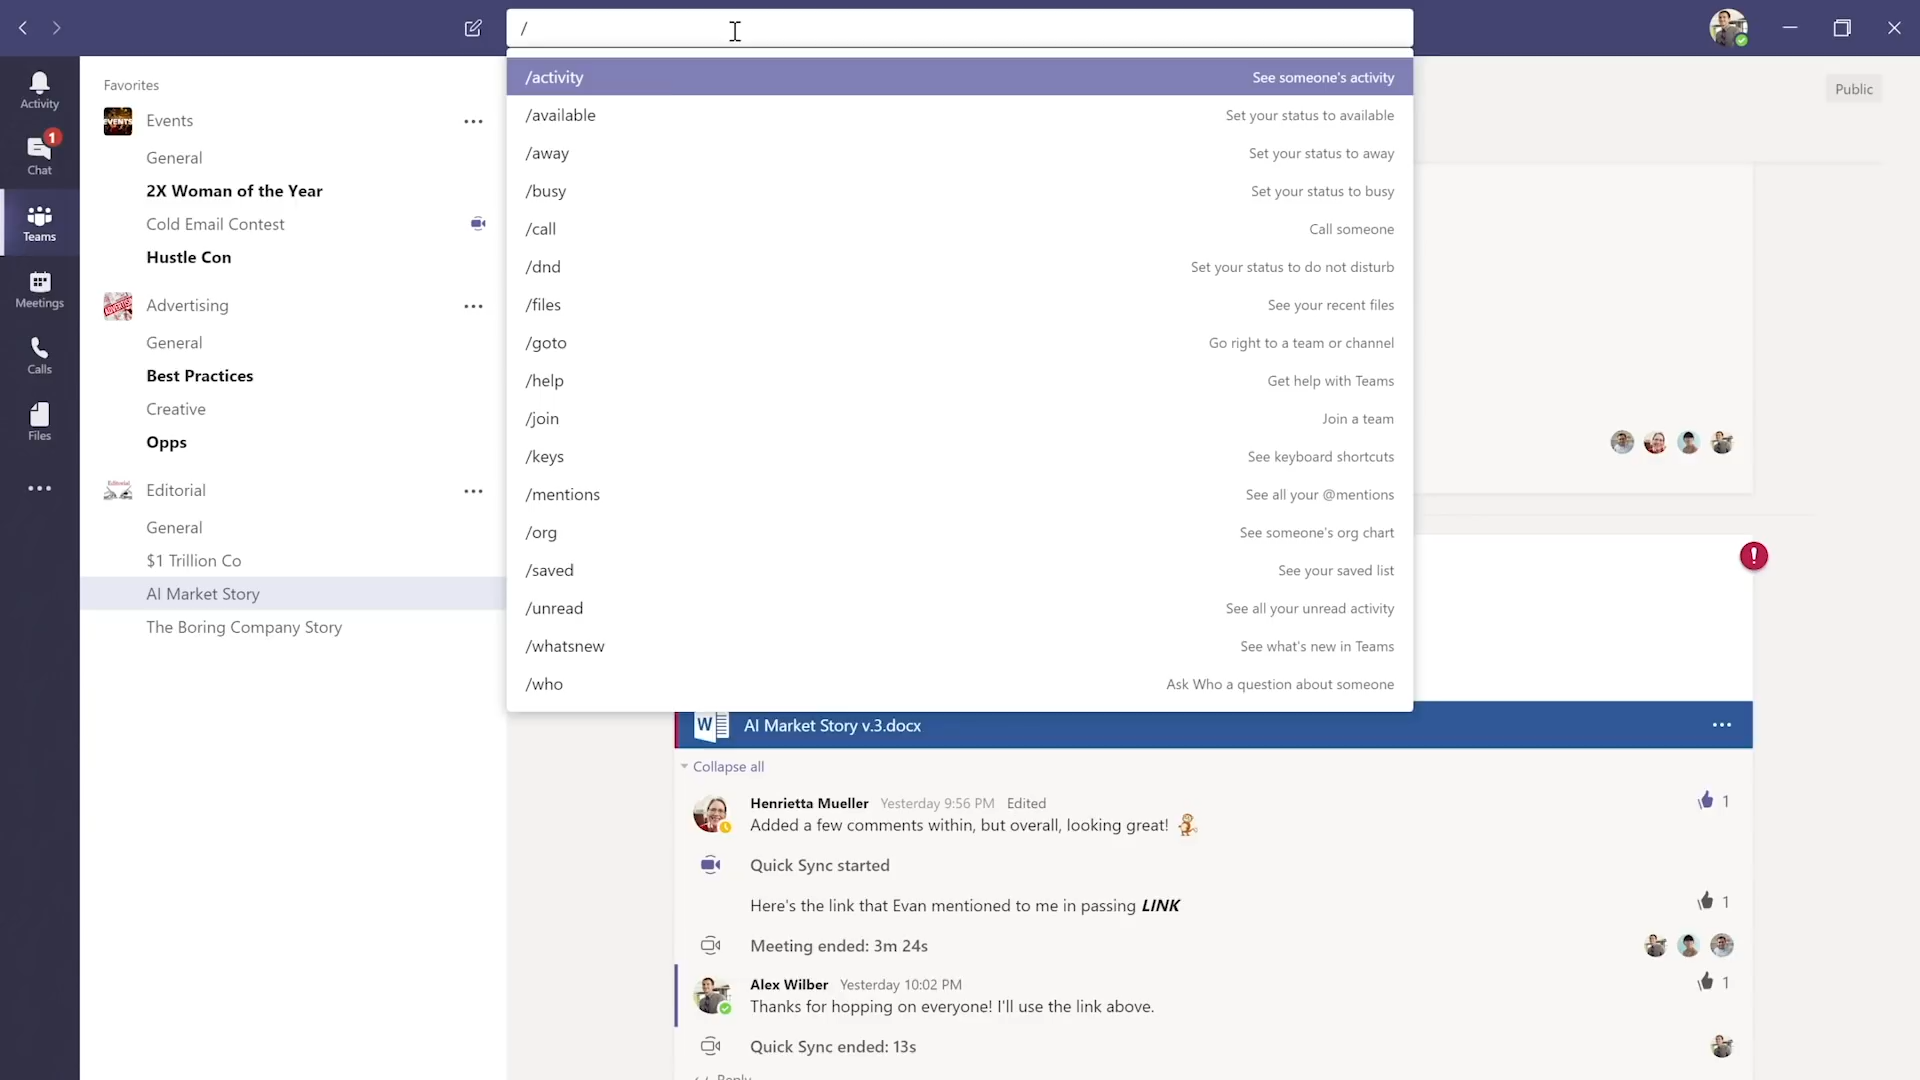 /
Activity
Chat
1
Teams
Meetings
Calls
Files
Favorites
EVENTS
Events
General
2X Woman of the Year
Cold Email Contest
Hustle Con
Advertising
General
Best Practices
Creative
Opps
Editorial
Editorial
General
$1 Trillion Co
AI Market Story
The Boring Company Story
/activity See someone's activity
/available Set your status to available
/away Set your status to away
/busy Set your status to busy
/call Call someone
/dnd Set your status to do not disturb
/files See your recent files
/goto Go right to a team or channel
/help Get help with Teams
/join Join a team
/keys See keyboard shortcuts
/mentions See all your @mentions
/org See someone's org chart
/saved See your saved list
/unread See all your unread activity
/whatsnew See what's new in Teams
/who Ask Who a question about someone
Public
!
W AI Market Story v.3.docx
Collapse all
Henrietta Mueller Yesterday 9:56 PM Edited 1
Added a few comments within, but overall, looking great!
Quick Sync started
Here's the link that Evan mentioned to me in passing LINK 1
Meeting ended: 3m 24s
Alex Wilber Yesterday 10:02 PM 1
Thanks for hopping on everyone! I'll use the link above.
Quick Sync ended: 13s
Reply